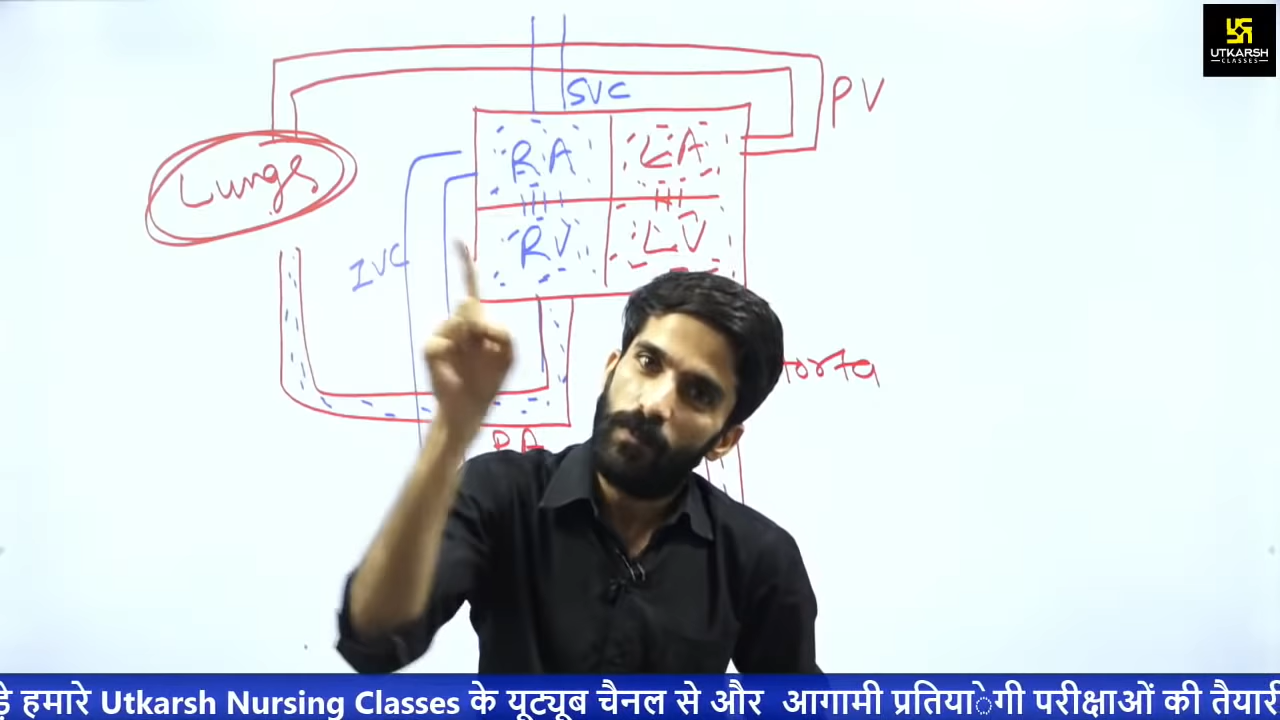 UTKARSH
CLASSES
SVC
PV
RA
LA
Lungs
RV
LV
IVC
orta
PA
ड़े हमारे Utkarsh Nursing Classes के यूट्यूब चैनल से और आगामी प्रतियाेगी परीक्षाओं की तैयारी